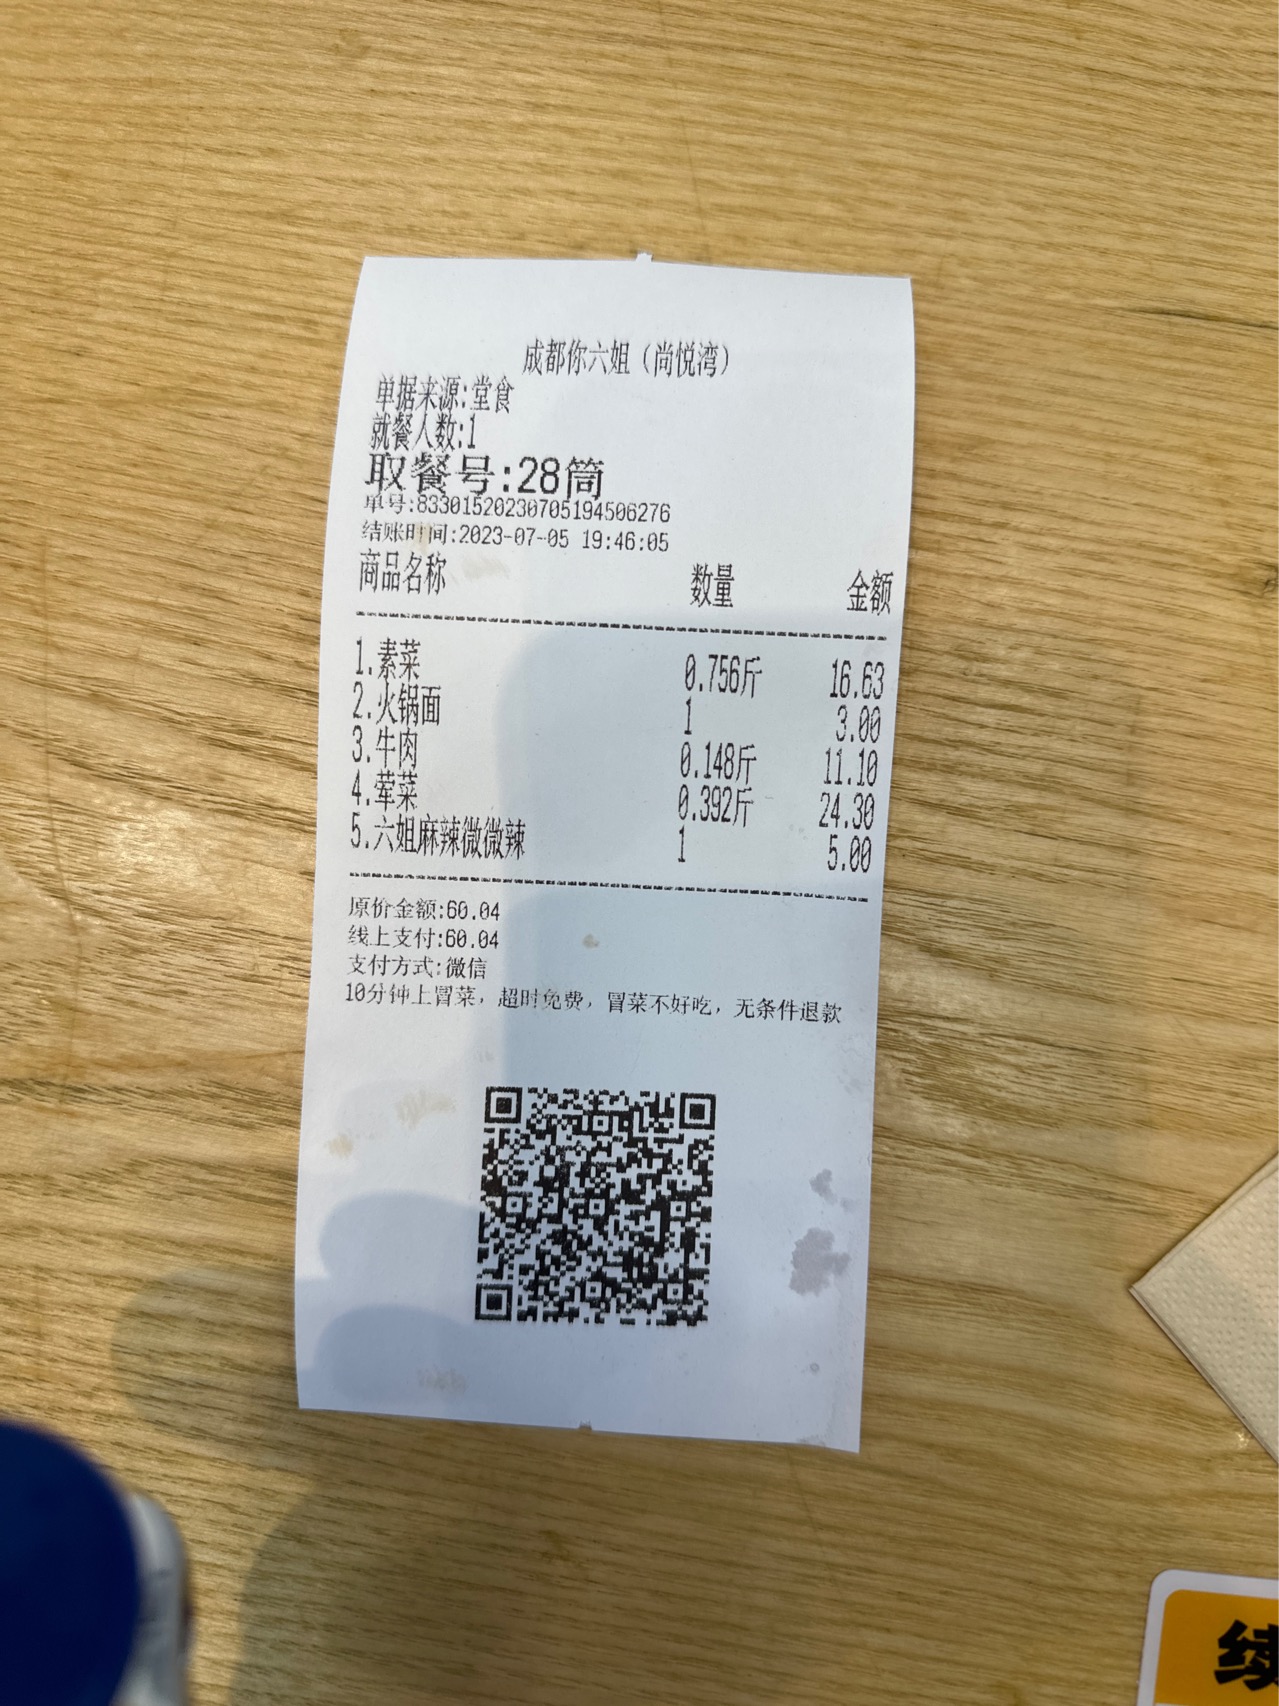 成都你六姐（尚悦湾）
单据来源:堂食
就餐人数:1
取餐号:28筒
单号:83301520230705194506276
结账时间:2023-07-05 19:46:05
商品名称 数量 金额
1.素菜 0.756斤 16.63
2.火锅面 1 3.00
3.牛肉 0.148斤 11.10
4.荤菜 0.392斤 24.30
5.六姐麻辣微微辣 1 5.00
原价金额:60.04
线上支付:60.04
支付方式:微信
10分钟上冒菜，超时免费，冒菜不好吃，无条件退款